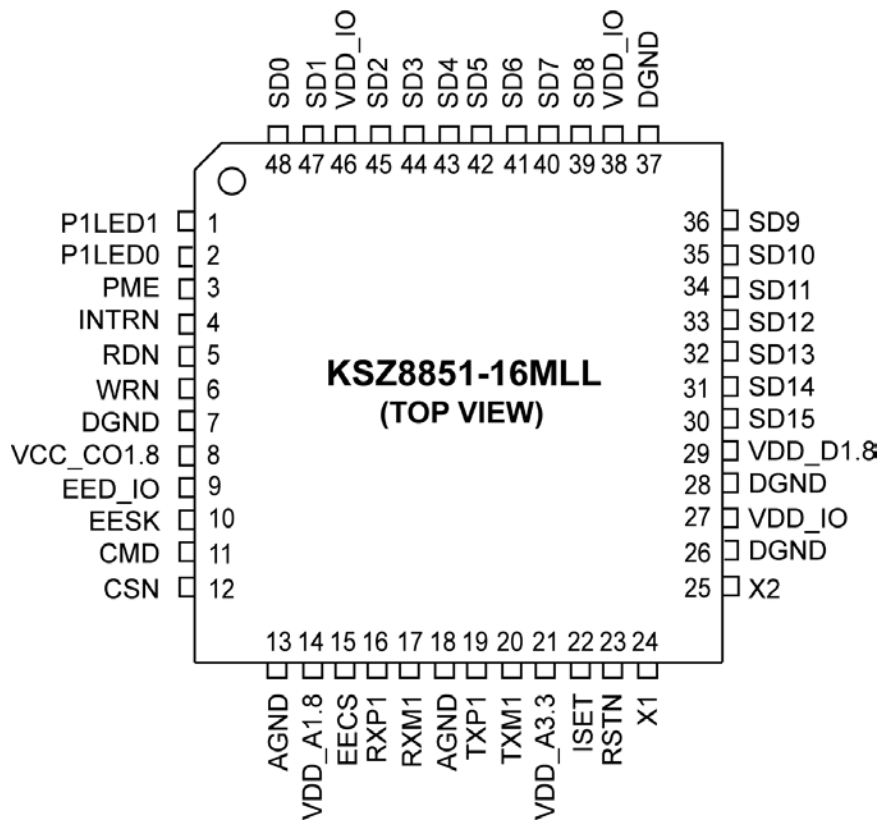 SD0 SD1 VDD_IO SD2 SD3 SD4 SD5 SD6 SD7 SD8 VDD_IO DGND
48 47 46 45 44 43 42 41 40 39 38 37
P1LED1 1
P1LED0 2
PME 3
INTRN 4
RDN 5
WRN 6
DGND 7
VCC_CO1.8 8
EED_IO 9
EESK 10
CMD 11
CSN 12
KSZ8851-16MLL
(TOP VIEW)
36 SD9
35 SD10
34 SD11
33 SD12
32 SD13
31 SD14
30 SD15
29 VDD_D1.8
28 DGND
27 VDD_IO
26 DGND
25 X2
13 14 15 16 17 18 19 20 21 22 23 24
AGND VDD_A1.8 EECS RXP1 RXM1 AGND TXP1 TXM1 VDD_A3.3 ISET RSTN X1